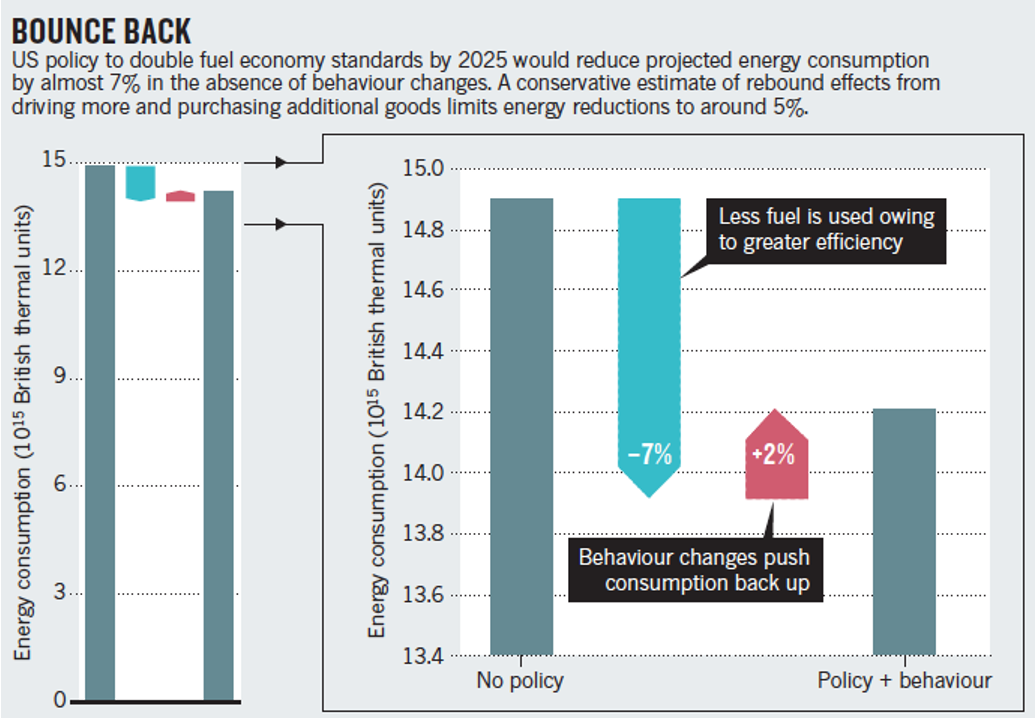 BOUNCE BACK
US policy to double fuel economy standards by 2025 would reduce projected energy consumption
by almost 7% in the absence of behaviour changes. A conservative estimate of rebound effects from
driving more and purchasing additional goods limits energy reductions to around 5%.
Energy consumption (10¹⁵ British thermal units)
15
12
9
6
3
0
Energy consumption (10¹⁵ British thermal units)
15.0
14.8
14.6
14.4
14.2
14.0
13.8
13.6
13.4
Less fuel is used owing
to greater efficiency
–7%
+2%
Behaviour changes push
consumption back up
No policy
Policy + behaviour